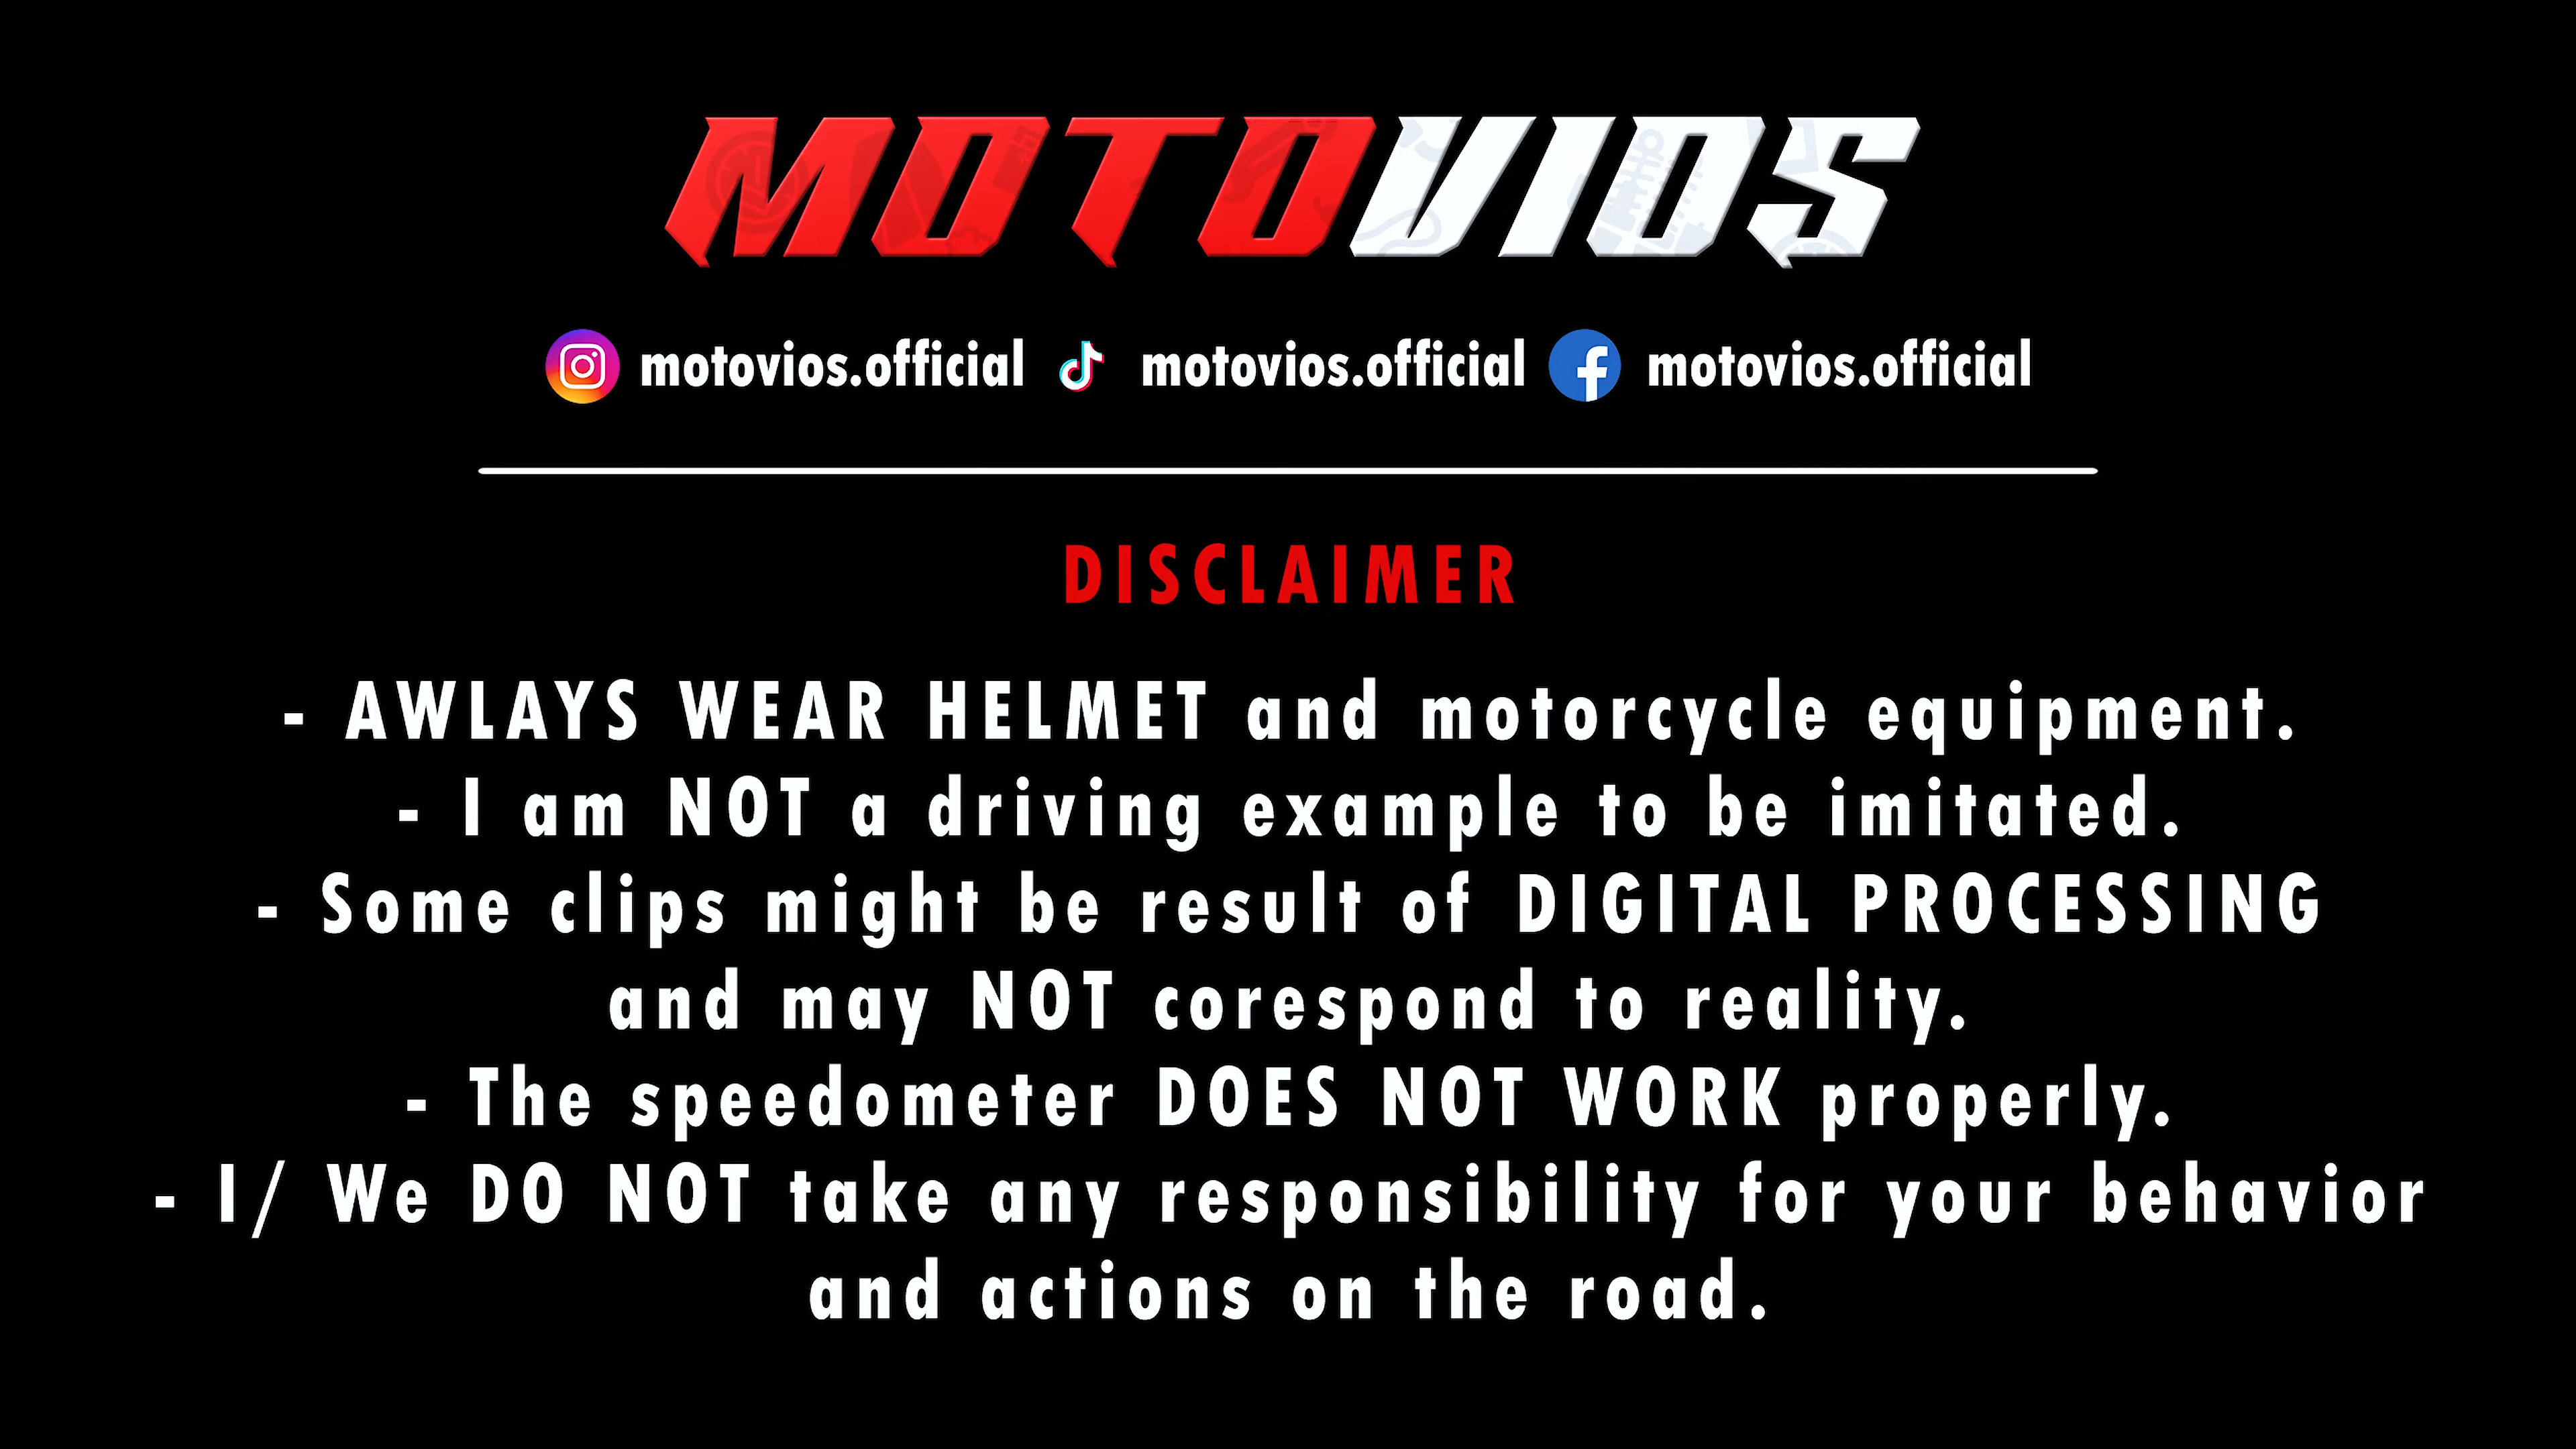 MOTOVIOS
motovios.official motovios.official motovios.official
DISCLAIMER
- AWLAYS WEAR HELMET and motorcycle equipment.
- I am NOT a driving example to be imitated.
- Some clips might be result of DIGITAL PROCESSING
and may NOT corespond to reality.
- The speedometer DOES NOT WORK properly.
- I/ We DO NOT take any responsibility for your behavior
and actions on the road.